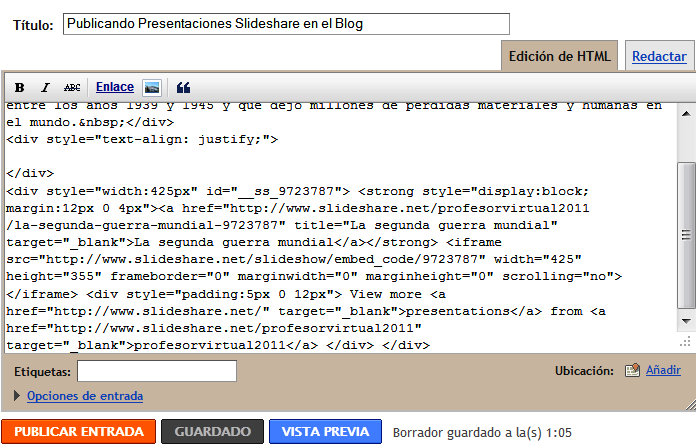 Título: Publicando Presentaciones Slideshare en el Blog
Edición de HTML Redactar
B I ABC Enlace
entre los años 1939 y 1945 y que dejó millones de pérdidas materiales y humanas en
el mundo.&nbsp;</div>
<div style="text-align: justify;">
</div>
<div style="width:425px" id="__ss_9723787"> <strong style="display:block;
margin:12px 0 4px"><a href="http://www.slideshare.net/profesorvirtual2011
/la-segunda-guerra-mundial-9723787" title="La segunda guerra mundial"
target="_blank">La segunda guerra mundial</a></strong> <iframe
src="http://www.slideshare.net/slideshow/embed_code/9723787" width="425"
height="355" frameborder="0" marginwidth="0" marginheight="0" scrolling="no">
</iframe> <div style="padding:5px 0 12px"> View more <a
href="http://www.slideshare.net/" target="_blank">presentations</a> from <a
href="http://www.slideshare.net/profesorvirtual2011"
target="_blank">profesorvirtual2011</a> </div> </div>
Etiquetas: Ubicación: Añadir
Opciones de entrada
PUBLICAR ENTRADA GUARDADO VISTA PREVIA Borrador guardado a la(s) 1:05